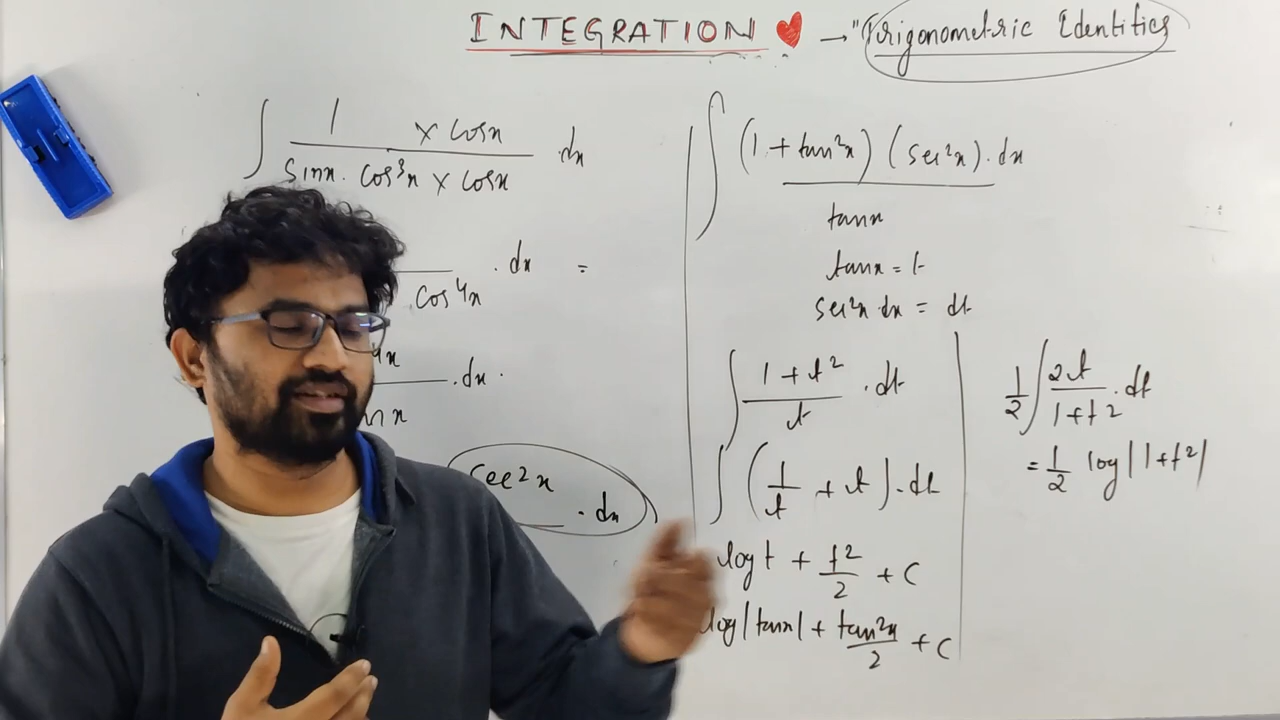 INTEGRATION ❤ → "Trigonometric Identities
∫ 1 × cosx / sinx · cos³x × cosx · dx
cos⁴x · dx =
⁴x / nx · dx ·
sec²x · dx
∫ (1 + tan²x) (sec²x) · dx / tanx
tanx = t
sec²x · dx = dt
∫ 1 + t² / t · dt
∫ (1/t + t) · dt
log t + t²/2 + C
log|tanx| + tan²x/2 + C
1/2 ∫ 2t / 1 + t² · dt
= 1/2 log|1 + t²|